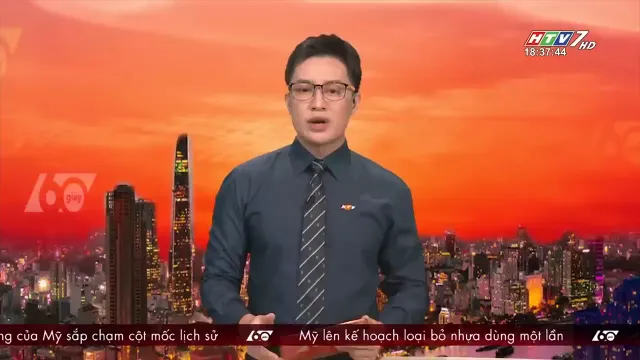 HTV7 HD
18:37:44
60 giây
HTV
ng của Mỹ sắp chạm cột mốc lịch sử 60 Mỹ lên kế hoạch loại bỏ nhựa dùng một lần 60